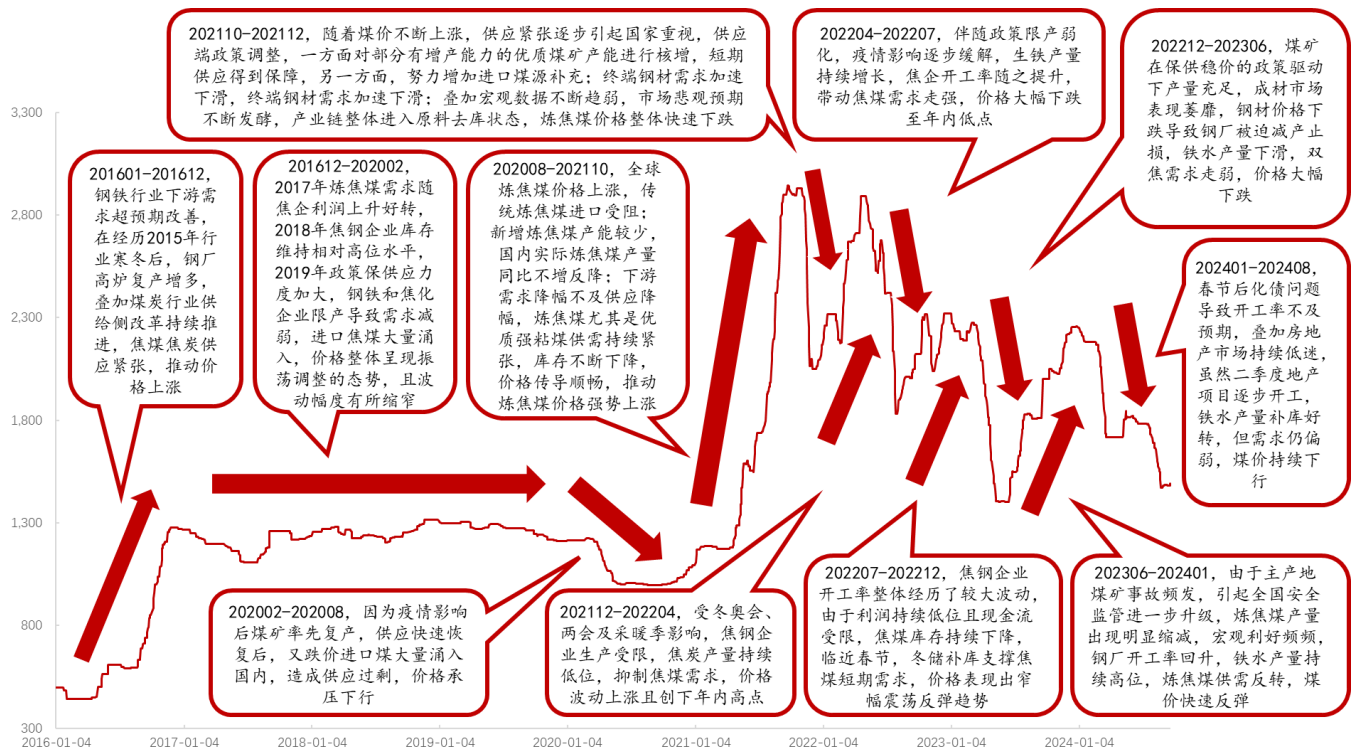 202110-202112，随着煤价不断上涨，供应紧张逐步引起国家重视，供应
端政策调整，一方面对部分有增产能力的优质煤矿产能进行核增，短期
供应得到保障，另一方面，努力增加进口煤源补充；终端钢材需求加速
下滑，终端钢材需求加速下滑；叠加宏观数据不断趋弱，市场悲观预期
不断发酵，产业链整体进入原料去库状态，炼焦煤价格整体快速下跌
202204-202207，伴随政策限产弱
化，疫情影响逐步缓解，生铁产量
持续增长，焦企开工率随之提升，
带动焦煤需求走强，价格大幅下跌
至年内低点
202212-202306，煤矿
在保供稳价的政策驱动
下产量充足，成材市场
表现萎靡，钢材价格下
跌导致钢厂被迫减产止
损，铁水产量下滑，双
焦需求走弱，价格大幅
下跌
201601-201612，
钢铁行业下游需
求超预期改善，
在经历2015年行
业寒冬后，钢厂
高炉复产增多，
叠加煤炭行业供
给侧改革持续推
进，焦煤焦炭供
应紧张，推动价
格上涨
201612-202002，
2017年炼焦煤需求随
焦企利润上升好转，
2018年焦钢企业库存
维持相对高位水平，
2019年政策保供应力
度加大，钢铁和焦化
企业限产导致需求减
弱，进口焦煤大量涌
入，价格整体呈现振
荡调整的态势，且波
动幅度有所缩窄
202008-202110，全球
炼焦煤价格上涨，传
统炼焦煤进口受阻；
新增炼焦煤产能较少，
国内实际炼焦煤产量
同比不增反降；下游
需求降幅不及供应降
幅，炼焦煤尤其是优
质强粘煤供需持续紧
张，库存不断下降，
价格传导顺畅，推动
炼焦煤价格强势上涨
202401-202408，
春节后化债问题
导致开工率不及
预期，叠加房地
产市场持续低迷，
虽然二季度地产
项目逐步开工，
铁水产量补库好
转，但需求仍偏
弱，煤价持续下
行
202002-202008，因为疫情影响
后煤矿率先复产，供应快速恢
复后，又跌价进口煤大量涌入
国内，造成供应过剩，价格承
压下行
202112-202204，受冬奥会、
两会及采暖季影响，焦钢企
业生产受限，焦炭产量持续
低位，抑制焦煤需求，价格
波动上涨且创下年内高点
202207-202212，焦钢企业
开工率整体经历了较大波动，
由于利润持续低位且现金流
受限，焦煤库存持续下降，
临近春节，冬储补库支撑焦
煤短期需求，价格表现出窄
幅震荡反弹趋势
202306-202401，由于主产地
煤矿事故频发，引起全国安全
监管进一步升级，炼焦煤产量
出现明显缩减，宏观利好频频，
钢厂开工率回升，铁水产量持
续高位，炼焦煤供需反转，煤
价快速反弹
3,300
2,800
2,300
1,800
1,300
800
300
2016-01-04
2017-01-04
2018-01-04
2019-01-04
2020-01-04
2021-01-04
2022-01-04
2023-01-04
2024-01-04